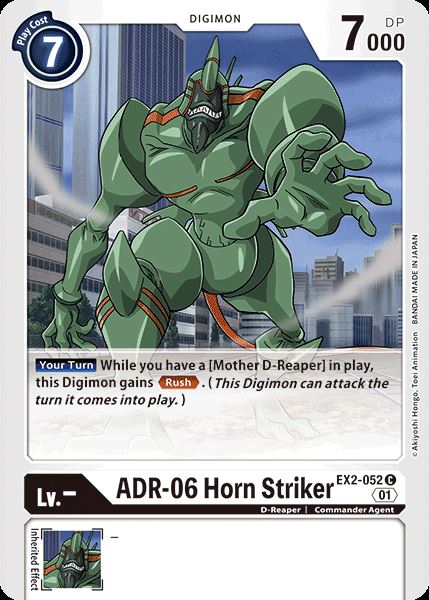 Play Cost
7
DIGIMON
7000
DP
Your Turn While you have a [Mother D-Reaper] in play,
this Digimon gains Rush. (This Digimon can attack the
turn it comes into play.)
©Akiyoshi Hongo, Toei Animation BANDAI MADE IN JAPAN
Lv.–
ADR-06 Horn Striker
EX2-052 C
01
D-Reaper | Commander Agent
Inherited Effect
–